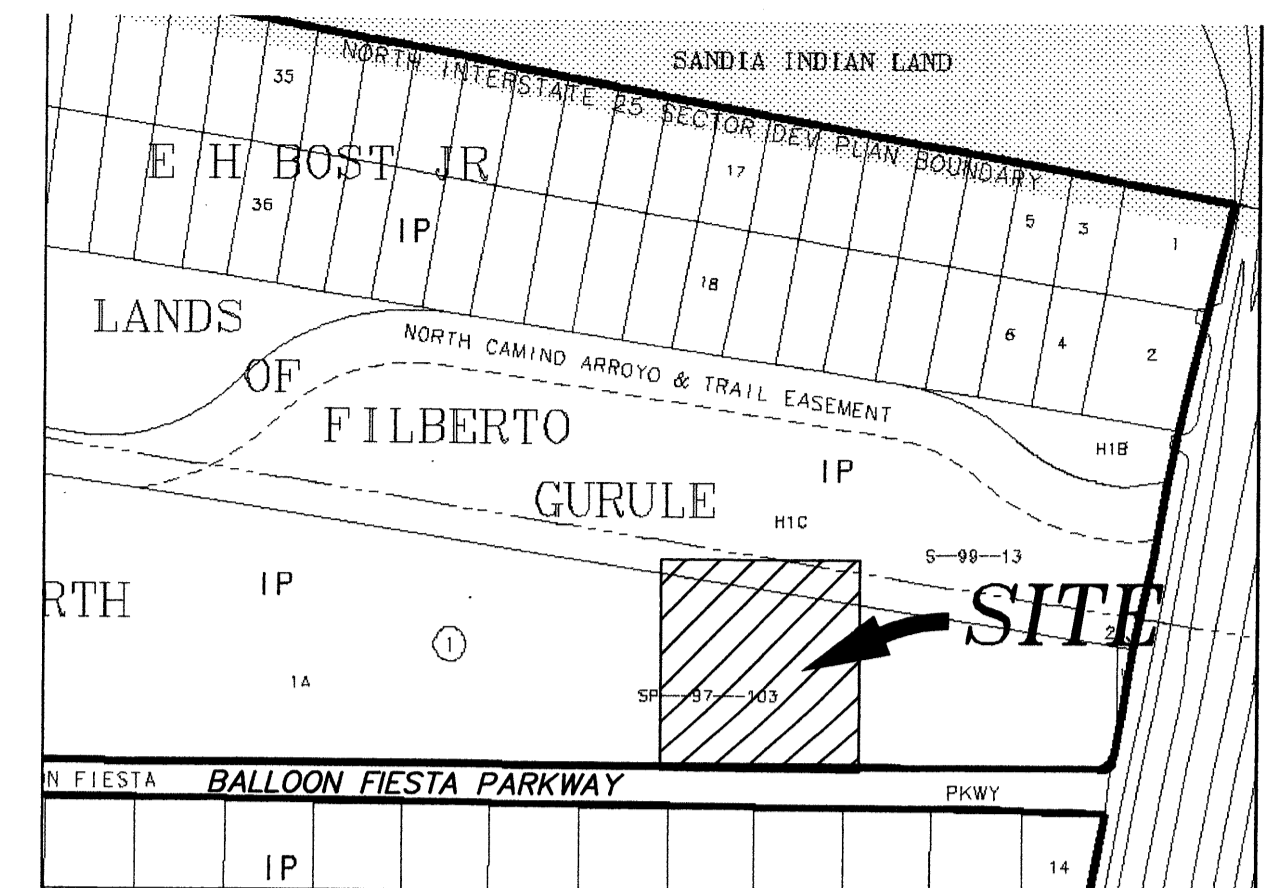 SANDIA INDIAN LAND
35
NORTH INTERSTATE 25 SECTOR DEV PLAN BOUNDARY
E H BOST JR
17
36
IP
5
3
1
18
6
4
2
LANDS
OF
NORTH CAMIND ARROYO & TRAIL EASEMENT
FILBERTO
H1B
IP
GURULE
H1C
S-99-13
IP
RTH
SITE
2
1
1A
SP-97-103
N FIESTA
BALLOON FIESTA PARKWAY
PKWY
IP
14